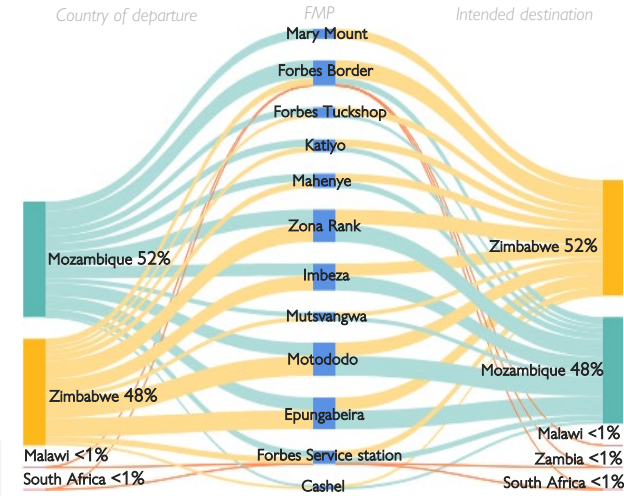 Country of departure
FMP
Intended destination
Mary Mount
Forbes Border
Forbes Tuckshop
Katiyo
Mahenye
Zona Rank
Zimbabwe 52%
Mozambique 52%
Imbeza
Mutsvangwa
Motododo
Mozambique 48%
Zimbabwe 48%
Epungabeira
Malawi <1%
Malawi <1%
Forbes Service station
Zambia <1%
South Africa <1%
South Africa <1%
Cashel